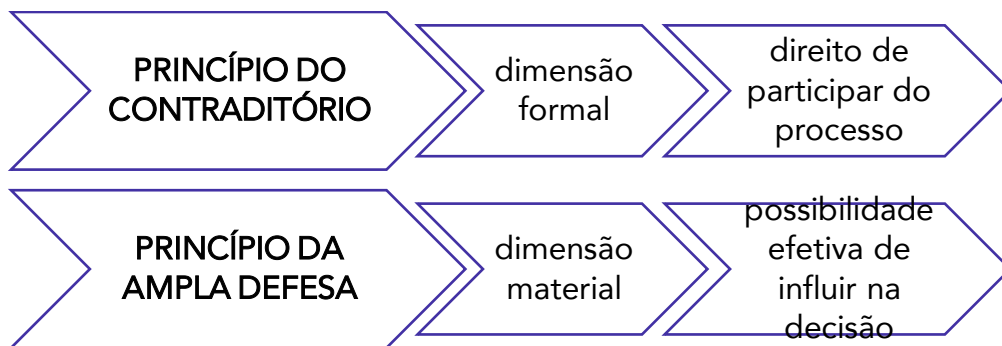 PRINCÍPIO DO
CONTRADITÓRIO
dimensão
formal
direito de
participar do
processo
PRINCÍPIO DA
AMPLA DEFESA
dimensão
material
possibilidade
efetiva de
influir na
decisão